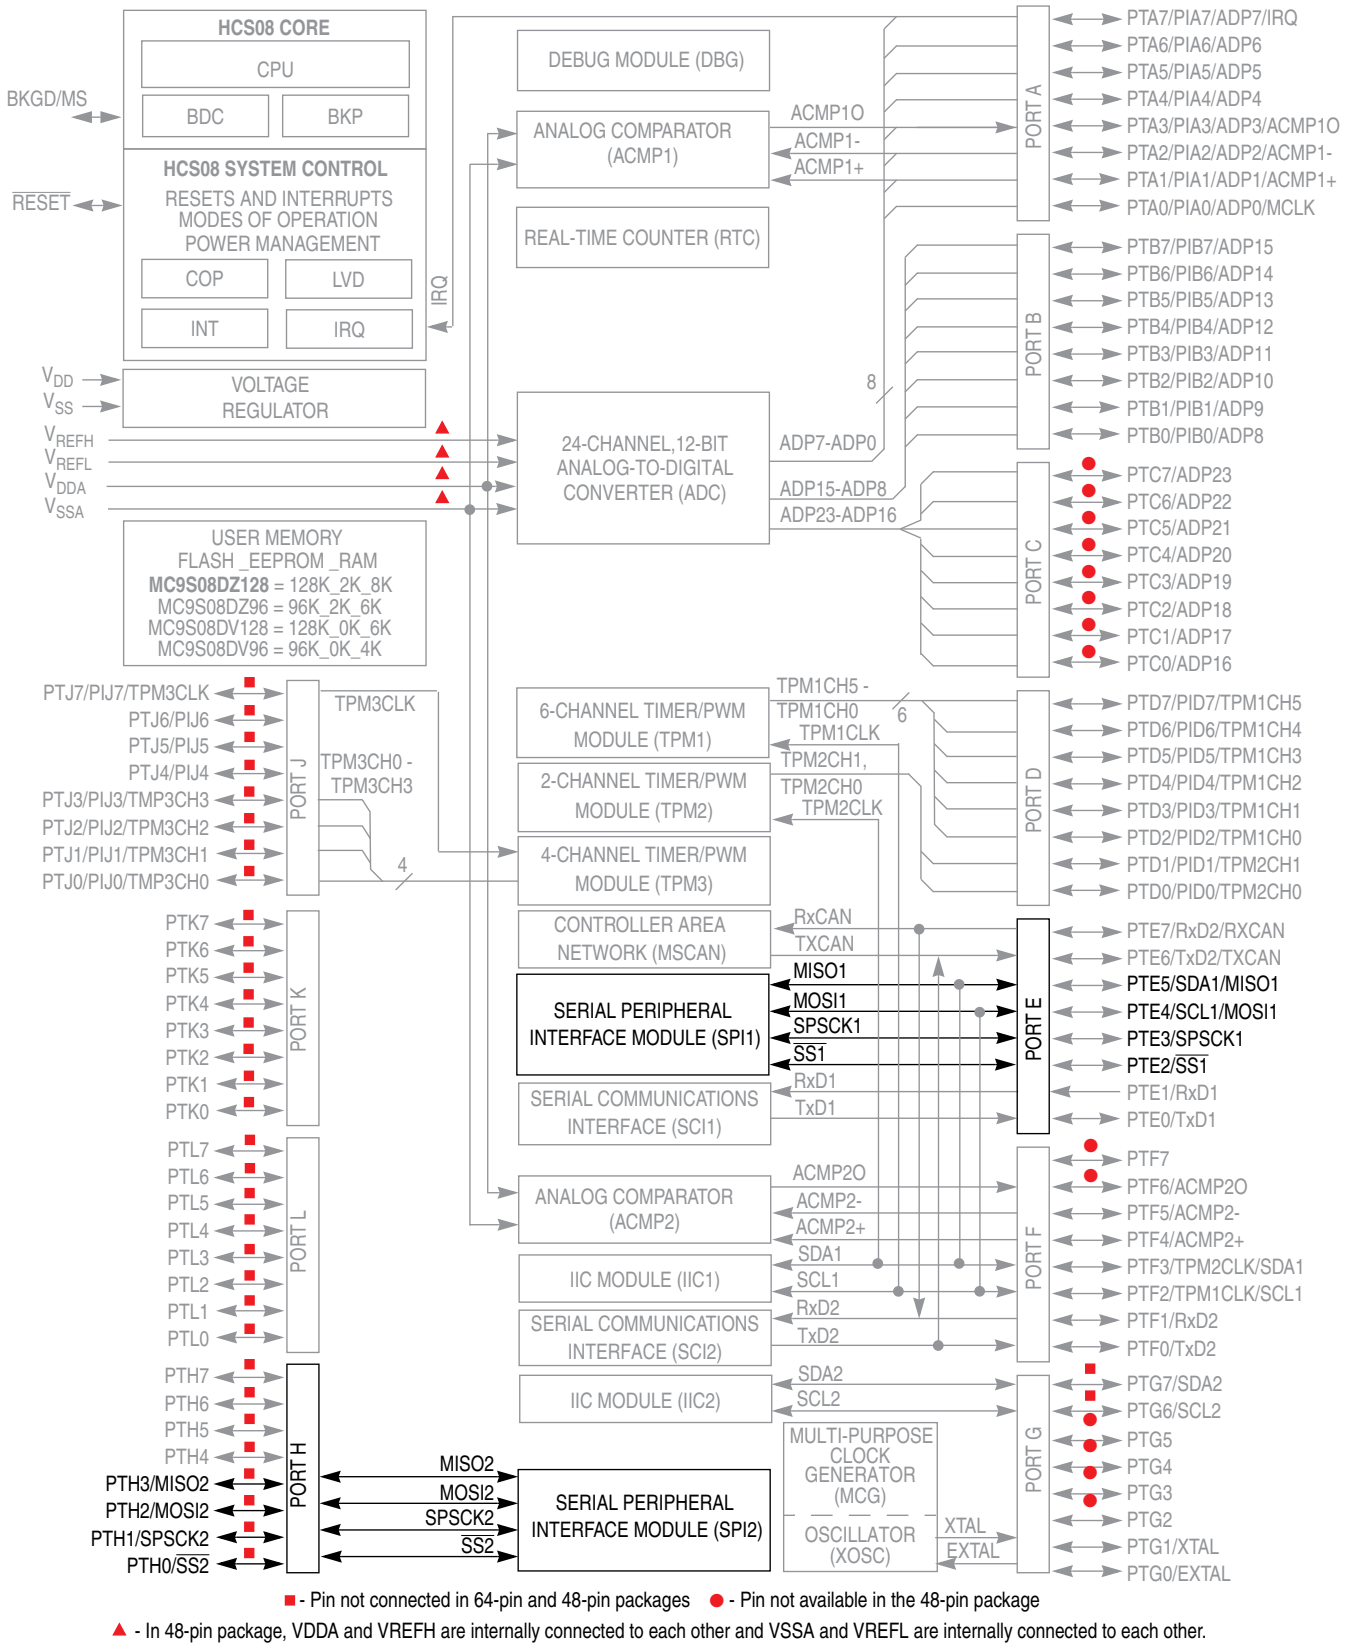 HCS08 CORE
CPU
BDC
BKP
BKGD/MS
HCS08 SYSTEM CONTROL
RESETS AND INTERRUPTS
MODES OF OPERATION
POWER MANAGEMENT
COP
LVD
INT
IRQ
RESET
IRQ
VOLTAGE
REGULATOR
VDD
VSS
VREFH
VREFL
VDDA
VSSA
USER MEMORY
FLASH _EEPROM _RAM
MC9S08DZ128 = 128K_2K_8K
MC9S08DZ96 = 96K_2K_6K
MC9S08DV128 = 128K_0K_6K
MC9S08DV96 = 96K_0K_4K
DEBUG MODULE (DBG)
ANALOG COMPARATOR
(ACMP1)
ACMP1O
ACMP1-
ACMP1+
REAL-TIME COUNTER (RTC)
24-CHANNEL,12-BIT
ANALOG-TO-DIGITAL
CONVERTER (ADC)
8
ADP7-ADP0
ADP15-ADP8
ADP23-ADP16
PORT A
PTA7/PIA7/ADP7/IRQ
PTA6/PIA6/ADP6
PTA5/PIA5/ADP5
PTA4/PIA4/ADP4
PTA3/PIA3/ADP3/ACMP1O
PTA2/PIA2/ADP2/ACMP1-
PTA1/PIA1/ADP1/ACMP1+
PTA0/PIA0/ADP0/MCLK
PORT B
PTB7/PIB7/ADP15
PTB6/PIB6/ADP14
PTB5/PIB5/ADP13
PTB4/PIB4/ADP12
PTB3/PIB3/ADP11
PTB2/PIB2/ADP10
PTB1/PIB1/ADP9
PTB0/PIB0/ADP8
PORT C
PTC7/ADP23
PTC6/ADP22
PTC5/ADP21
PTC4/ADP20
PTC3/ADP19
PTC2/ADP18
PTC1/ADP17
PTC0/ADP16
PTJ7/PIJ7/TPM3CLK
PTJ6/PIJ6
PTJ5/PIJ5
PTJ4/PIJ4
PTJ3/PIJ3/TMP3CH3
PTJ2/PIJ2/TPM3CH2
PTJ1/PIJ1/TPM3CH1
PTJ0/PIJ0/TMP3CH0
PORT J
TPM3CLK
TPM3CH0 -
TPM3CH3
4
6-CHANNEL TIMER/PWM
MODULE (TPM1)
TPM1CH5 -
TPM1CH0
6
TPM1CLK
2-CHANNEL TIMER/PWM
MODULE (TPM2)
TPM2CH1,
TPM2CH0
TPM2CLK
4-CHANNEL TIMER/PWM
MODULE (TPM3)
PORT D
PTD7/PID7/TPM1CH5
PTD6/PID6/TPM1CH4
PTD5/PID5/TPM1CH3
PTD4/PID4/TPM1CH2
PTD3/PID3/TPM1CH1
PTD2/PID2/TPM1CH0
PTD1/PID1/TPM2CH1
PTD0/PID0/TPM2CH0
PTK7
PTK6
PTK5
PTK4
PTK3
PTK2
PTK1
PTK0
PORT K
CONTROLLER AREA
NETWORK (MSCAN)
RxCAN
TXCAN
SERIAL PERIPHERAL
INTERFACE MODULE (SPI1)
MISO1
MOSI1
SPSCK1
SS1
SERIAL COMMUNICATIONS
INTERFACE (SCI1)
RxD1
TxD1
PORT E
PTE7/RxD2/RXCAN
PTE6/TxD2/TXCAN
PTE5/SDA1/MISO1
PTE4/SCL1/MOSI1
PTE3/SPSCK1
PTE2/SS1
PTE1/RxD1
PTE0/TxD1
PTL7
PTL6
PTL5
PTL4
PTL3
PTL2
PTL1
PTL0
PORT L
ANALOG COMPARATOR
(ACMP2)
ACMP2O
ACMP2-
ACMP2+
IIC MODULE (IIC1)
SDA1
SCL1
SERIAL COMMUNICATIONS
INTERFACE (SCI2)
RxD2
TxD2
PORT F
PTF7
PTF6/ACMP2O
PTF5/ACMP2-
PTF4/ACMP2+
PTF3/TPM2CLK/SDA1
PTF2/TPM1CLK/SCL1
PTF1/RxD2
PTF0/TxD2
PTH7
PTH6
PTH5
PTH4
PTH3/MISO2
PTH2/MOSI2
PTH1/SPSCK2
PTH0/SS2
PORT H
MISO2
MOSI2
SPSCK2
SS2
IIC MODULE (IIC2)
SDA2
SCL2
SERIAL PERIPHERAL
INTERFACE MODULE (SPI2)
MULTI-PURPOSE
CLOCK
GENERATOR
(MCG)
OSCILLATOR
(XOSC)
XTAL
EXTAL
PORT G
PTG7/SDA2
PTG6/SCL2
PTG5
PTG4
PTG3
PTG2
PTG1/XTAL
PTG0/EXTAL
- Pin not connected in 64-pin and 48-pin packages
- Pin not available in the 48-pin package
- In 48-pin package, VDDA and VREFH are internally connected to each other and VSSA and VREFL are internally connected to each other.